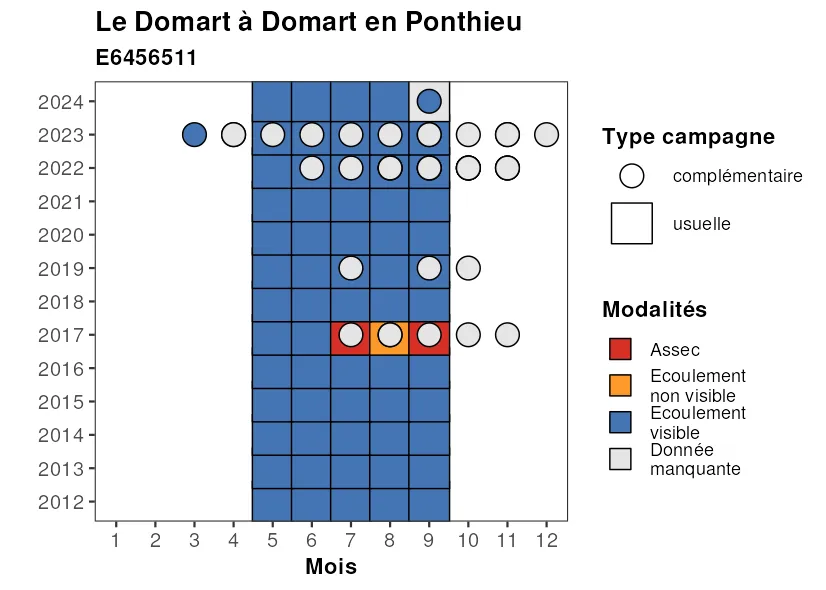 Le Domart à Domart en Ponthieu
E6456511
2024
2023
2022
2021
2020
2019
2018
2017
2016
2015
2014
2013
2012
1 2 3 4 5 6 7 8 9 10 11 12
Mois
Type campagne
complémentaire
usuelle
Modalités
Assec
Ecoulement
non visible
Ecoulement
visible
Donnée
manquante